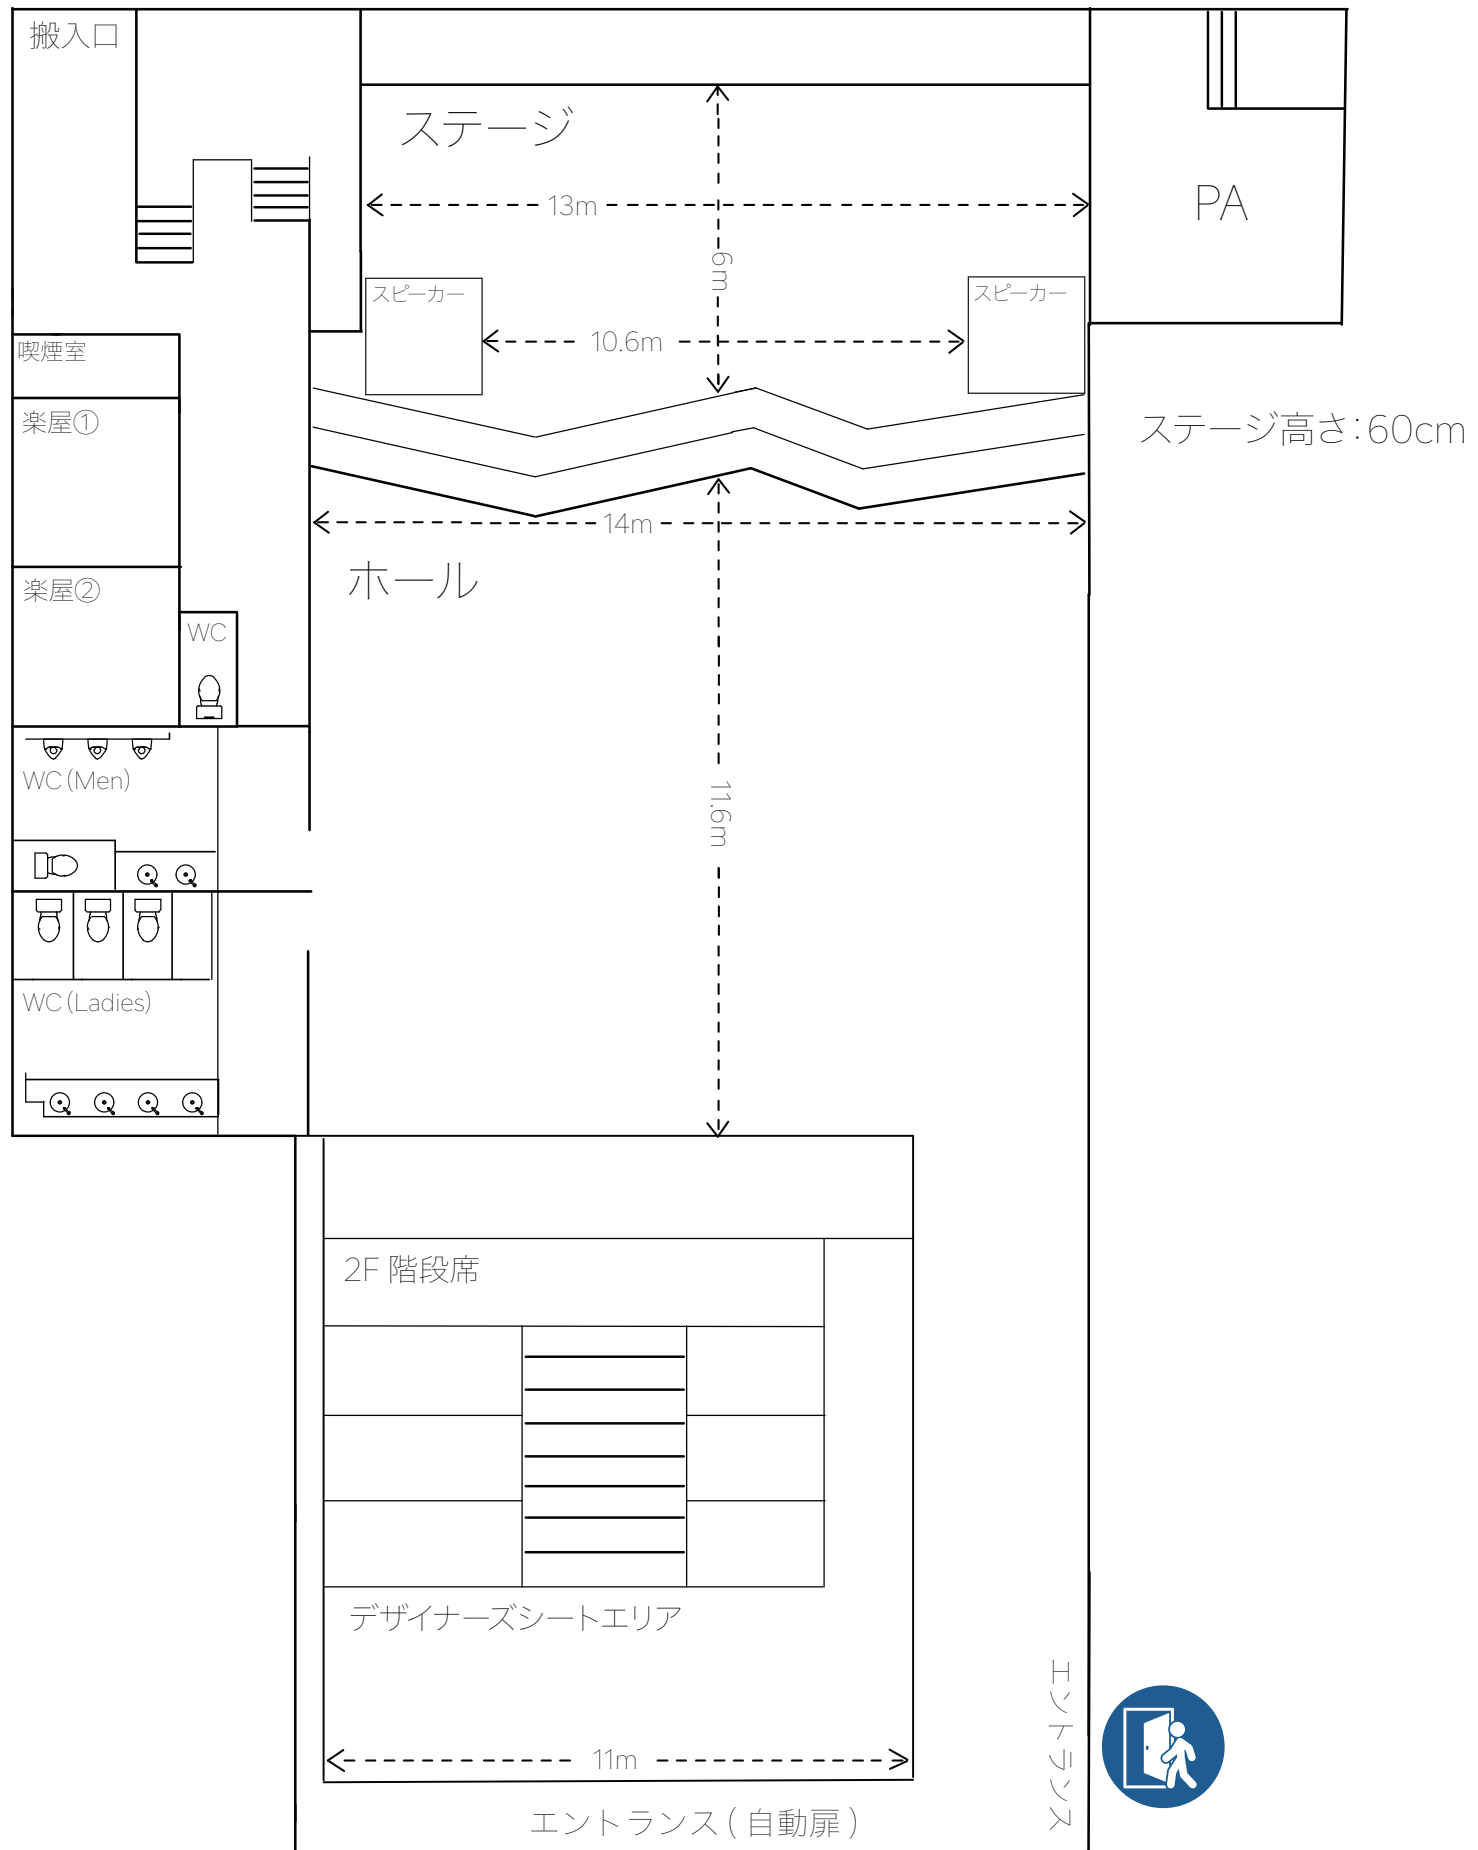 搬入口
ステージ
PA
13m
6m
スピーカー
スピーカー
10.6m
喫煙室
楽屋①
ステージ高さ：60cm
14m
ホール
楽屋②
WC
WC（Men）
11.6m
WC（Ladies）
2F 階段席
デザイナーズシートエリア
エントランス
11m
エントランス ( 自動扉 )